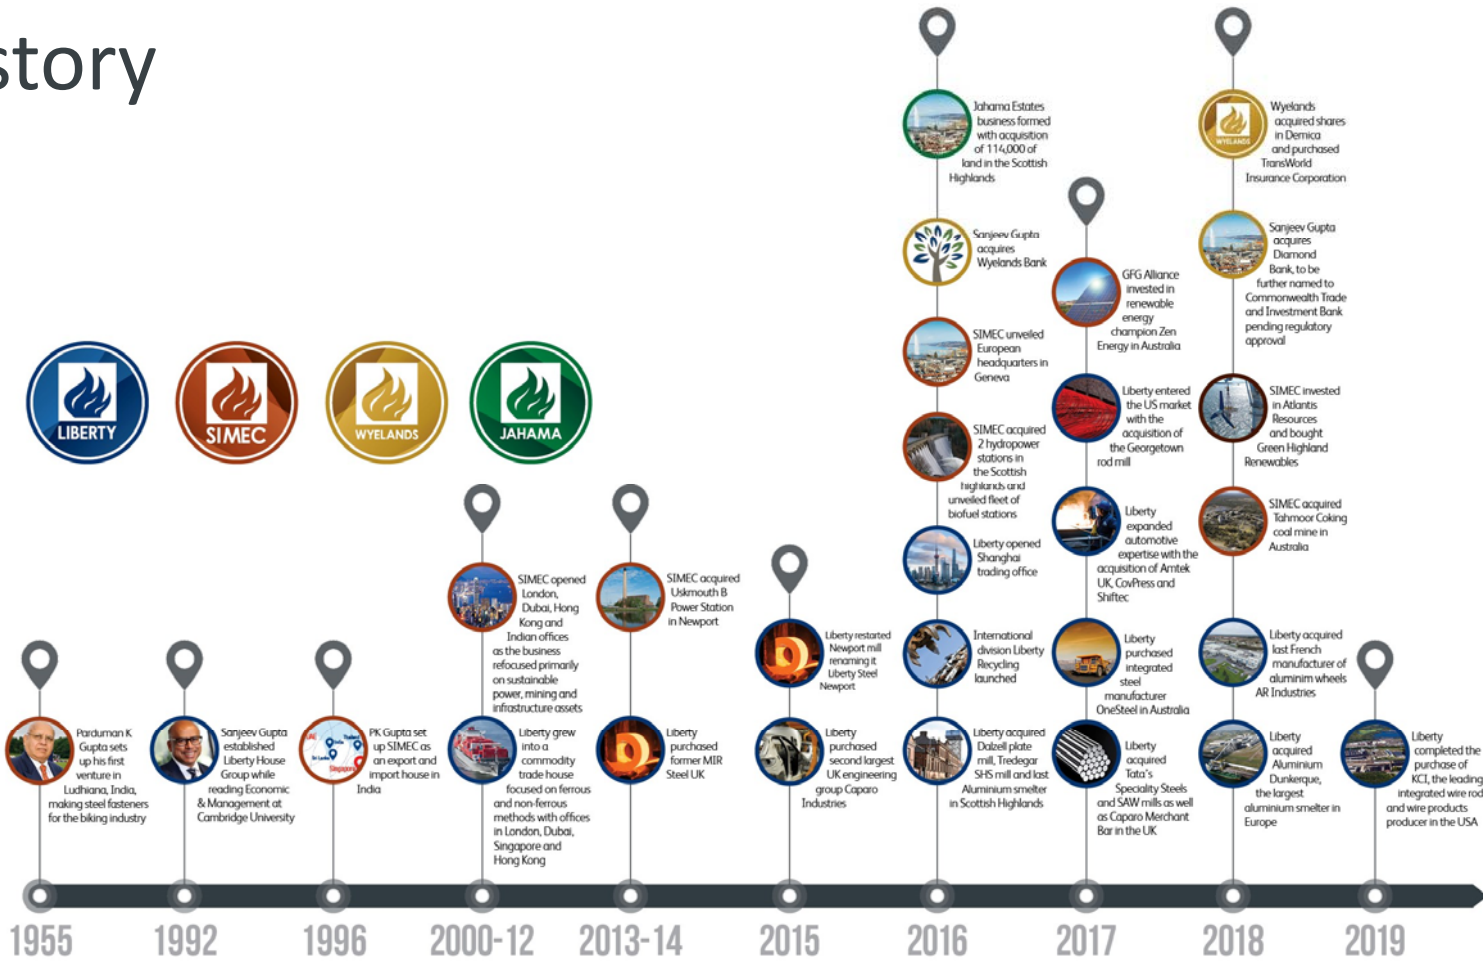 story
LIBERTY
SIMEC
WYELANDS
JAHAMA
Parduman K
Gupta sets
up his first
venture in
Ludhiana, India,
making steel fasteners
for the biking industry
Sanjeev Gupta
established
Liberty House
Group while
reading Economic
& Management at
Cambridge University
PK Gupta set
up SIMEC as
an export and
import house in
India
SIMEC opened
London,
Dubai, Hong
Kong and
Indian offices
as the business
refocused primarily
on sustainable
power, mining and
infrastructure assets
Liberty grew
into a
commodity
trade house
focused on ferrous
and non-ferrous
methods with offices
in London, Dubai,
Singapore and
Hong Kong
SIMEC acquired
Uskmouth B
Power Station
in Newport
Liberty
purchased
former MIR
Steel UK
Liberty restarted
Newport mill
renaming it
Liberty Steel
Newport
Liberty
purchased
second largest
UK engineering
group Caparo
Industries
Jahama Estates
business formed
with acquisition
of 114,000 of
land in the Scottish
Highlands
Sanjeev Gupta
acquires
Wyelands Bank
SIMEC unveiled
European
headquarters in
Geneva
SIMEC acquired
2 hydropower
stations in
the Scottish
highlands and
unveiled fleet of
biofuel stations
Liberty opened
Shanghai
trading office
International
division Liberty
Recycling
launched
Liberty acquired
Dalzell plate
mill, Tredegar
SHS mill and last
Aluminium smelter
in Scottish Highlands
GFG Alliance
invested in
renewable
energy
champion Zen
Energy in Australia
Liberty entered
the US market
with the
acquisition of
the Georgetown
rod mill
Liberty
expanded
automotive
expertise with the
acquisition of Amtek
UK, CovPress and
Shiftec
Liberty
purchased
integrated
steel
manufacturer
OneSteel in Australia
Liberty
acquired
Tata's
Speciality Steels
and SAW mills as well
as Caparo Merchant
Bar in the UK
WYELANDS
Wyelands
acquired shares
in Demica
and purchased
TransWorld
Insurance Corporation
Sanjeev Gupta
acquires
Diamond
Bank, to be
further named to
Commonwealth Trade
and Investment Bank
pending regulatory
approval
SIMEC invested
in Atlantis
Resources
and bought
Green Highland
Renewables
SIMEC acquired
Tahmoor Coking
coal mine in
Australia
Liberty acquired
last French
manufacturer of
aluminim wheels
AR Industries
Liberty
acquired
Aluminium
Dunkerque,
the largest
aluminium smelter in
Europe
Liberty
completed the
purchase of
KCI, the leading
integrated wire rod
and wire products
producer in the USA
1955
1992
1996
2000-12
2013-14
2015
2016
2017
2018
2019